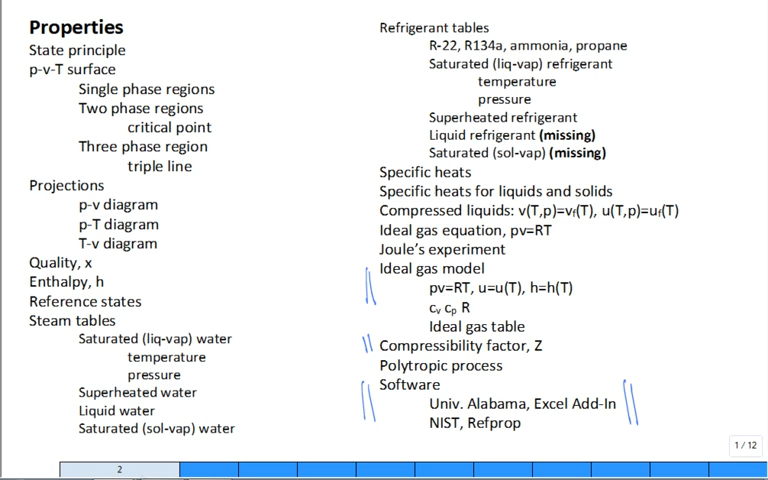 Properties
State principle
p-v-T surface
Single phase regions
Two phase regions
critical point
Three phase region
triple line
Projections
p-v diagram
p-T diagram
T-v diagram
Quality, x
Enthalpy, h
Reference states
Steam tables
Saturated (liq-vap) water
temperature
pressure
Superheated water
Liquid water
Saturated (sol-vap) water
Refrigerant tables
R-22, R134a, ammonia, propane
Saturated (liq-vap) refrigerant
temperature
pressure
Superheated refrigerant
Liquid refrigerant (missing)
Saturated (sol-vap) (missing)
Specific heats
Specific heats for liquids and solids
Compressed liquids: v(T,p)=vf(T), u(T,p)=uf(T)
Ideal gas equation, pv=RT
Joule's experiment
Ideal gas model
pv=RT, u=u(T), h=h(T)
cv cp R
Ideal gas table
Compressibility factor, Z
Polytropic process
Software
Univ. Alabama, Excel Add-In
NIST, Refprop
1 / 12
2